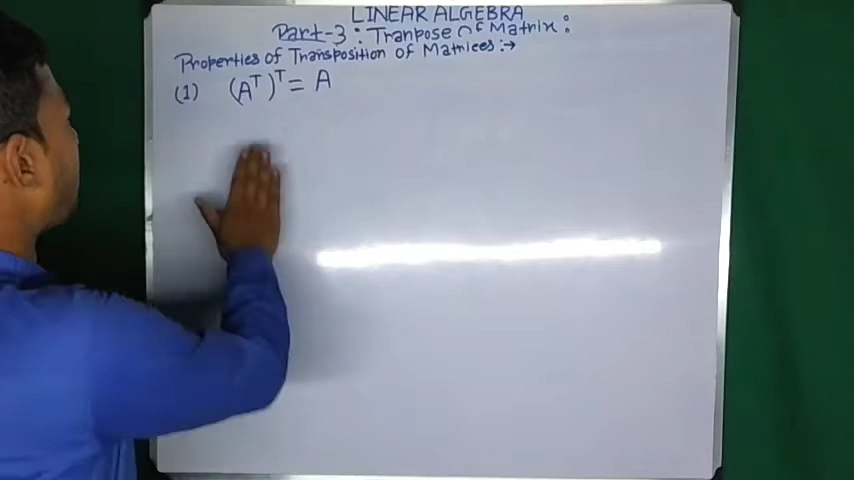 LINEAR ALGEBRA
Part-3: Tranpose Of Matrix:
Properties of Transposition of Matrices :→
(1) (Aᵀ)ᵀ = A